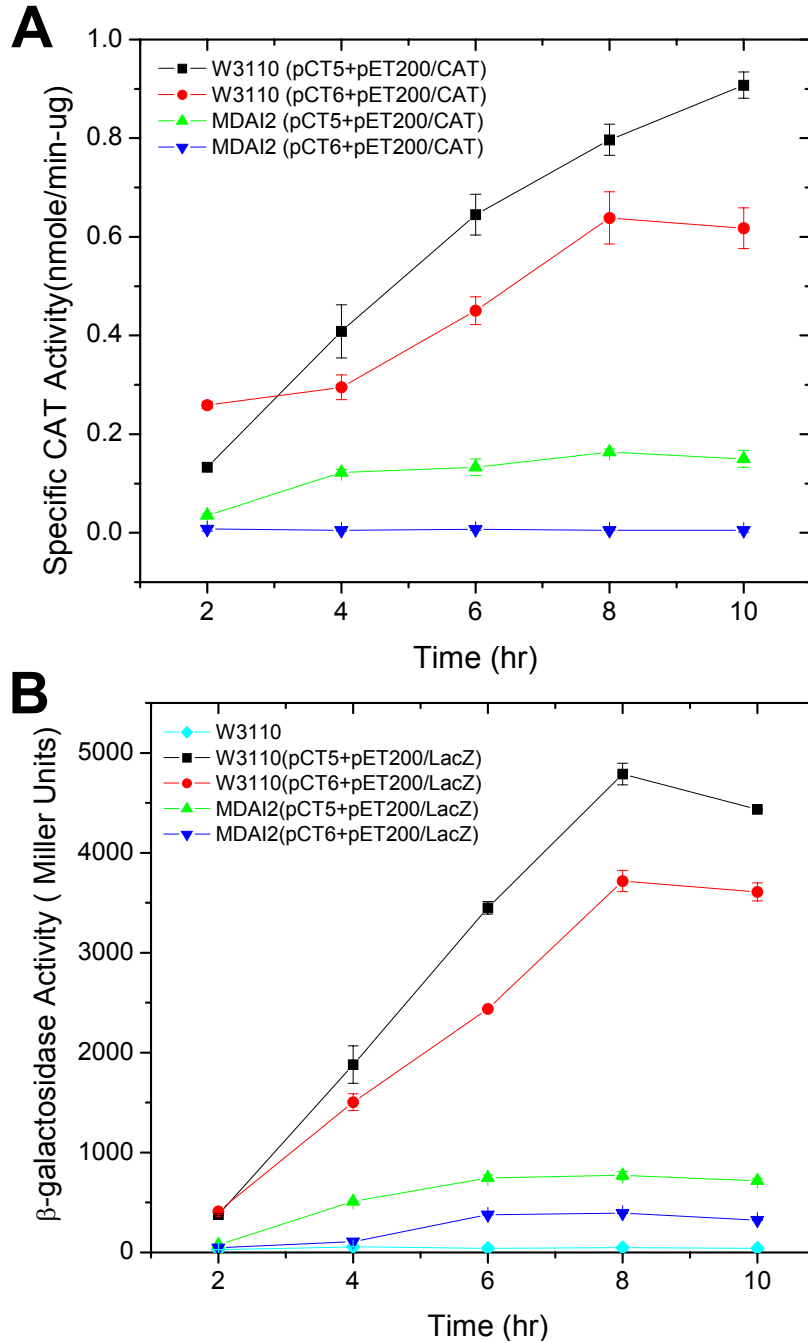 A
W3110 (pCT5+pET200/CAT)
W3110 (pCT6+pET200/CAT)
MDAI2 (pCT5+pET200/CAT)
MDAI2 (pCT6+pET200/CAT)
Specific CAT Activity(nmole/min-ug)
1.0
0.8
0.6
0.4
0.2
0.0
2 4 6 8 10
Time (hr)
B
W3110
W3110(pCT5+pET200/LacZ)
W3110(pCT6+pET200/LacZ)
MDAI2(pCT5+pET200/LacZ)
MDAI2(pCT6+pET200/LacZ)
β-galactosidase Activity ( Miller Units)
5000
4000
3000
2000
1000
0
2 4 6 8 10
Time (hr)